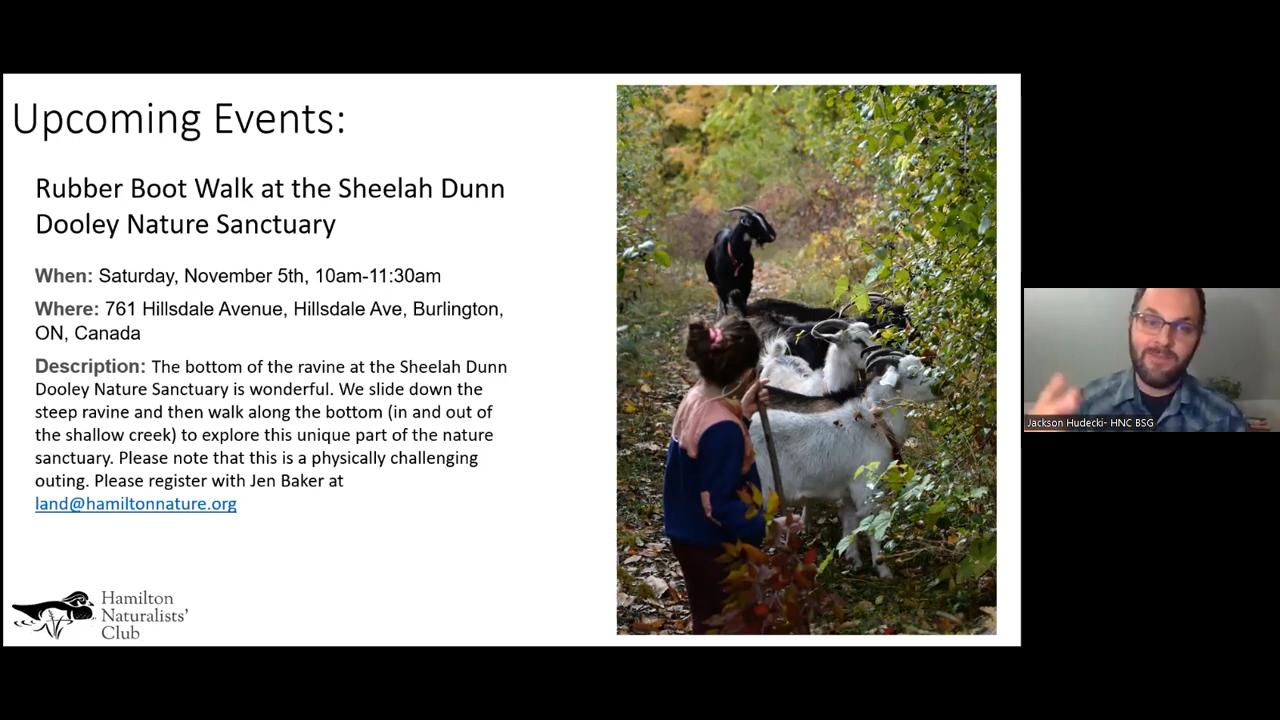 Upcoming Events:
Rubber Boot Walk at the Sheelah Dunn
Dooley Nature Sanctuary
When: Saturday, November 5th, 10am-11:30am
Where: 761 Hillsdale Avenue, Hillsdale Ave, Burlington,
ON, Canada
Description: The bottom of the ravine at the Sheelah Dunn
Dooley Nature Sanctuary is wonderful. We slide down the
steep ravine and then walk along the bottom (in and out of
the shallow creek) to explore this unique part of the nature
sanctuary. Please note that this is a physically challenging
outing. Please register with Jen Baker at
land@hamiltonnature.org
Hamilton
Naturalists'
Club
Jackson Hudecki- HNC BSG